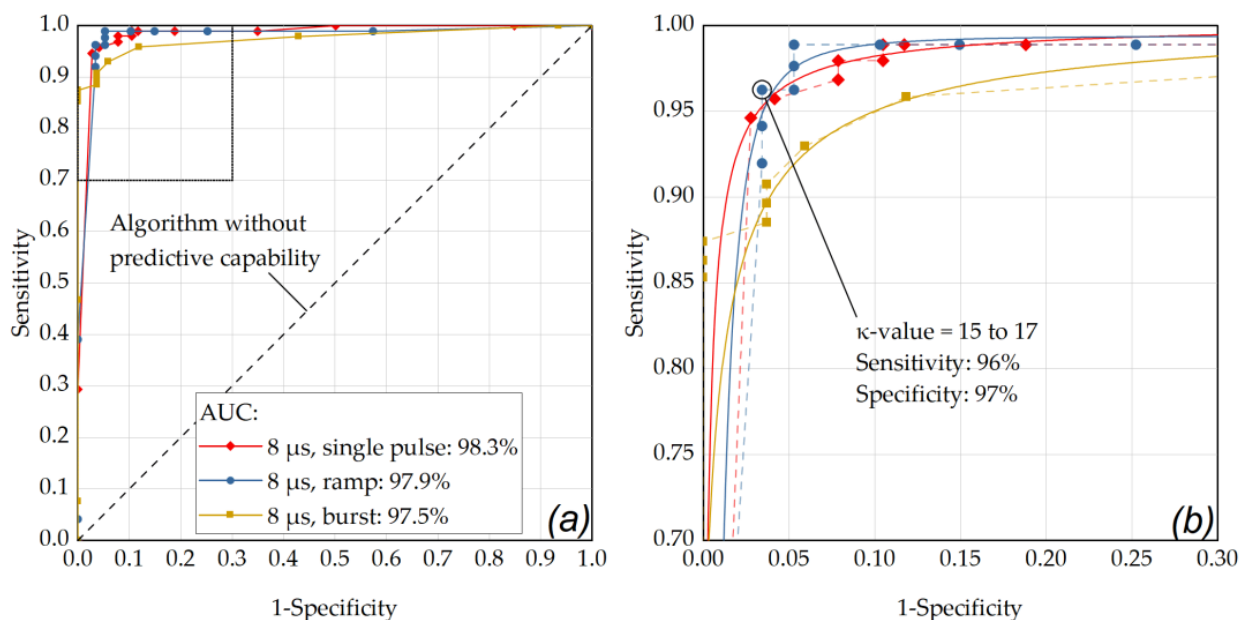 1.0
0.9
0.8
0.7
0.6
0.5
0.4
0.3
0.2
0.1
0.0
Sensitivity
Algorithm without
predictive capability
AUC:
8 µs, single pulse: 98.3%
8 µs, ramp: 97.9%
8 µs, burst: 97.5%
(a)
0.0 0.1 0.2 0.3 0.4 0.5 0.6 0.7 0.8 0.9 1.0
1-Specificity
1.00
0.95
0.90
0.85
0.80
0.75
0.70
Sensitivity
κ-value = 15 to 17
Sensitivity: 96%
Specificity: 97%
(b)
0.00 0.05 0.10 0.15 0.20 0.25 0.30
1-Specificity